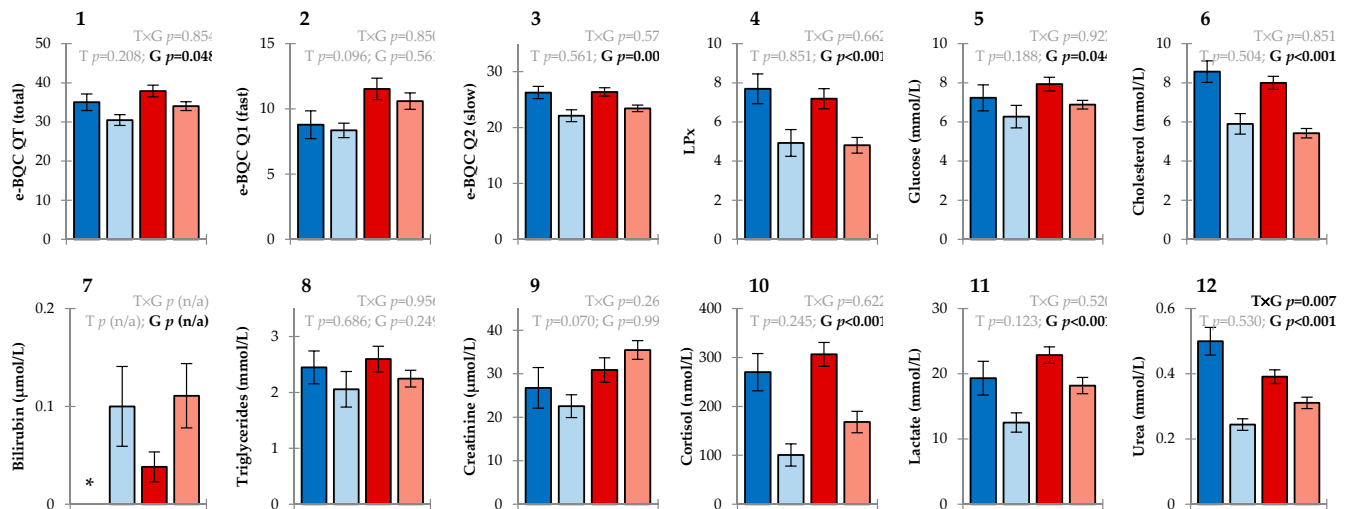 1
T×G p=0.854
T p=0.208; G p=0.048
e-BQC QT (total)
50
40
30
20
10
0
2
T×G p=0.850
T p=0.096; G p=0.561
e-BQC Q1 (fast)
15
10
5
0
3
T×G p=0.57
T p=0.561; G p=0.00
e-BQC Q2 (slow)
30
20
10
0
4
T×G p=0.662
T p=0.851; G p<0.001
LPx
10
8
6
4
2
0
5
T×G p=0.922
T p=0.188; G p=0.044
Glucose (mmol/L)
10
8
6
4
2
0
6
T×G p=0.851
T p=0.504; G p<0.001
Cholesterol (mmol/L)
10
8
6
4
2
0
7
T×G p (n/a)
T p (n/a); G p (n/a)
Bilirubin (μmol/L)
0.2
0.1
0
*
8
T×G p=0.956
T p=0.686; G p=0.249
Triglycerides (mmol/L)
3
2
1
0
9
T×G p=0.26
T p=0.070; G p=0.99
Creatinine (μmol/L)
40
30
20
10
0
10
T×G p=0.622
T p=0.245; G p<0.001
Cortisol (nmol/L)
400
300
200
100
0
11
T×G p=0.520
T p=0.123; G p<0.001
Lactate (mmol/L)
30
20
10
0
12
T×G p=0.007
T p=0.530; G p<0.001
Urea (mmol/L)
0.6
0.4
0.2
0